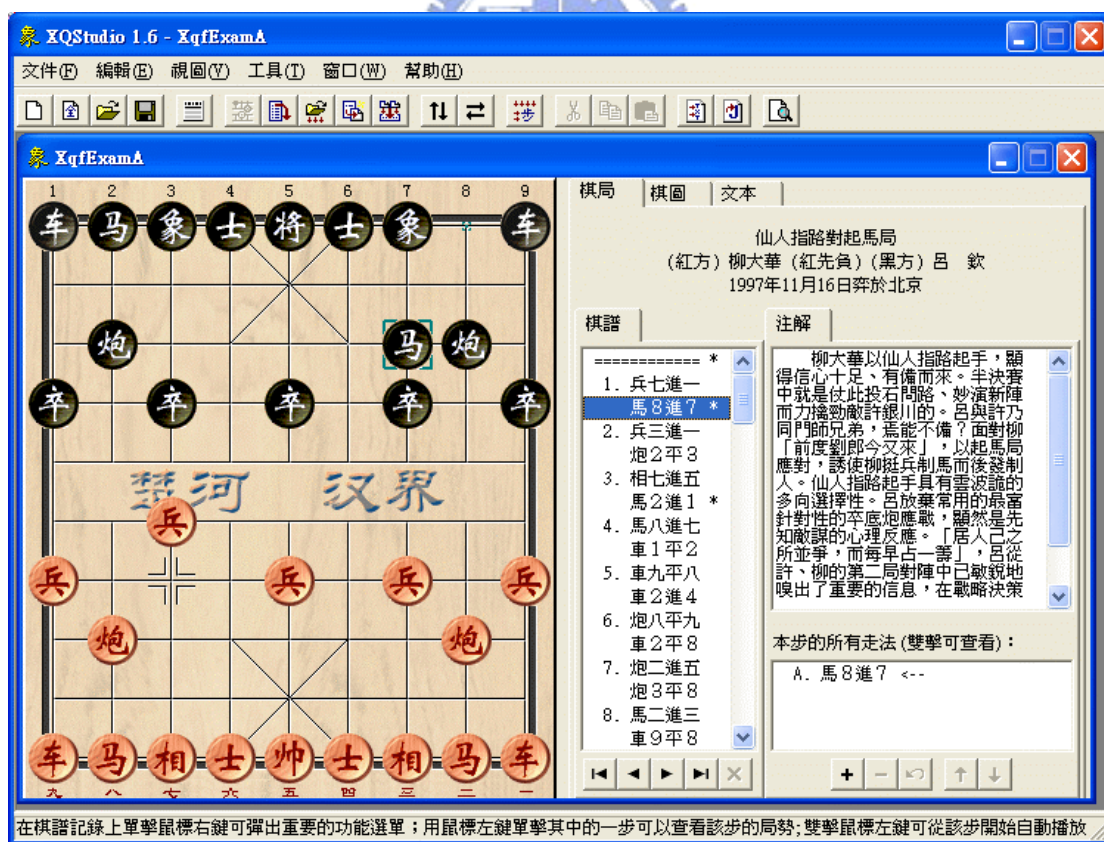 XQStudio 1.6 - XqfExamA
文件(F) 編輯(E) 視圖(V) 工具(T) 窗口(W) 幫助(H)
XqfExamA
1 2 3 4 5 6 7 8 9
车 马 象 士 将 士 象 车
炮 马 炮
卒 卒 卒 卒 卒
楚河 汉界
兵
兵 兵 兵 兵
炮 炮
车 马 相 士 帅 士 相 马 车
九 八 七 六 五 四 三 二 一
棋局 棋圖 文本
仙人指路對起馬局
(紅方) 柳大華 (紅先負) (黑方) 呂 欽
1997年11月16日弈於北京
棋譜
============ *
1. 兵七進一
馬８進７ *
2. 兵三進一
炮２平３
3. 相七進五
馬２進１ *
4. 馬八進七
車１平２
5. 車九平八
車２進４
6. 炮八平九
車２平８
7. 炮二進五
炮３平８
8. 馬二進三
車９平８
注解
柳大華以仙人指路起手，顯
得信心十足、有備而來。半決賽
中就是仗此投石問路、妙演新陣
而力擒勁敵許銀川的。呂與許乃
同門師兄弟，焉能不備？面對柳
「前度劉郎今又來」，以起馬局
應對，誘使柳挺兵制馬而後發制
人。仙人指路起手具有雲波詭的
多向選擇性。呂放棄常用的最富
針對性的卒底炮應戰，顯然是先
知敵謀的心理反應。「居人己之
所並爭，而每早占一籌」，呂從
許、柳的第二局對陣中已敏銳地
嗅出了重要的信息，在戰略決策
本步的所有走法(雙擊可查看)：
A. 馬８進７ <--
在棋譜記錄上單擊鼠標右鍵可彈出重要的功能選單；用鼠標左鍵單擊其中的一步可以查看該步的局勢;雙擊鼠標左鍵可從該步開始自動播放